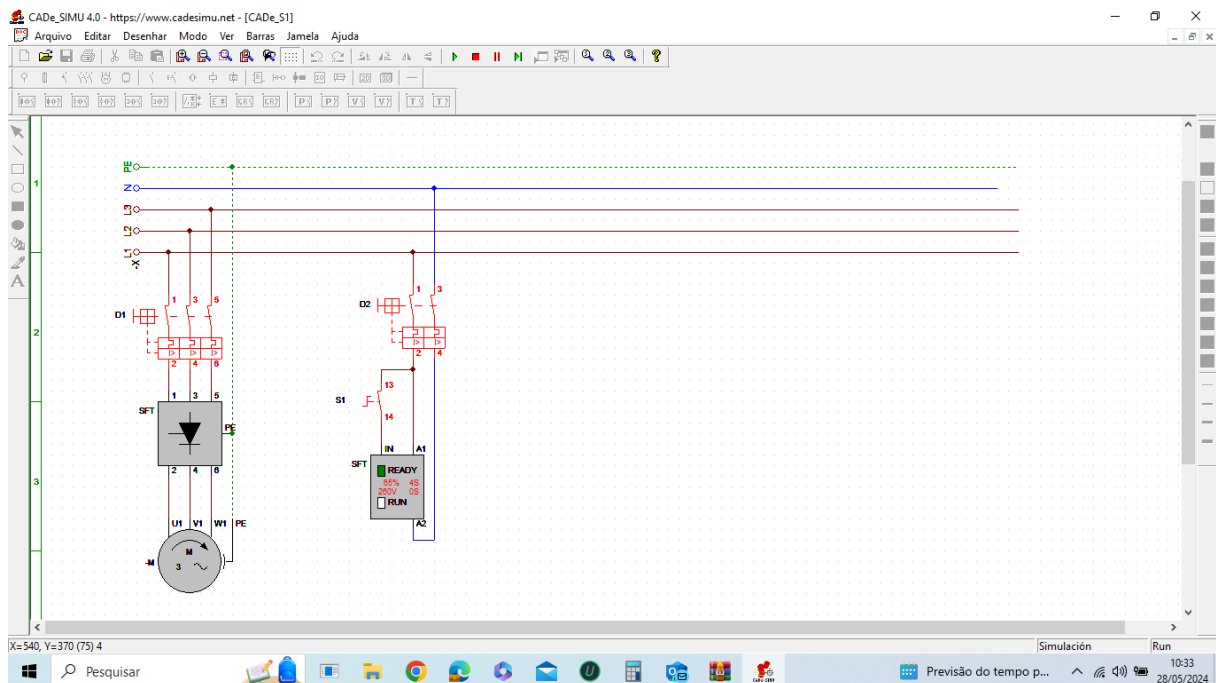 CADe_SIMU 4.0 - https://www.cadesimu.net - [CADe_S1]
Arquivo Editar Desenhar Modo Ver Barras Jamela Ajuda
PE
N
L3
L2
L1
-X
1
2
3
D1
1 3 5
2 4 6
SFT
1 3 5
PE
2 4 6
U1 V1 W1 PE
-M
M
3
D2
1 3
2 4
S1
13
14
SFT
IN A1
READY
65% 4S
260V 0S
RUN
A2
X=540, Y=370 (75) 4
Simulación
Run
Pesquisar
Previsão do tempo p...
10:33
28/05/2024